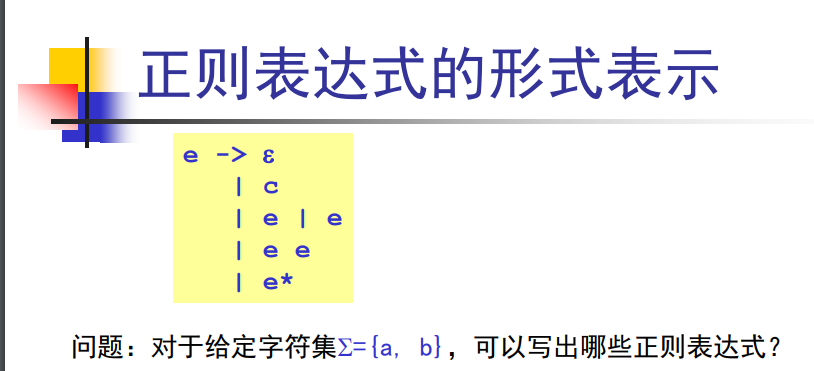 正则表达式的形式表示
e -> ε
| c
| e | e
| e e
| e*
问题：对于给定字符集Σ={a, b}，可以写出哪些正则表达式？